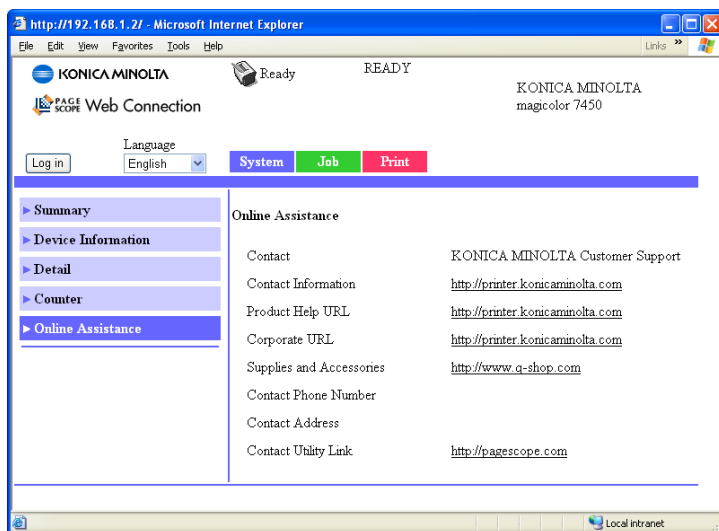 http://192.168.1.2/ - Microsoft Internet Explorer
File Edit View Favorites Tools Help Links »
KONICA MINOLTA Ready READY
KONICA MINOLTA
magicolor 7450
PAGE SCOPE Web Connection
Language
Log in English System Job Print
Summary
Device Information
Detail
Counter
Online Assistance
Online Assistance
Contact KONICA MINOLTA Customer Support
Contact Information http://printer.konicaminolta.com
Product Help URL http://printer.konicaminolta.com
Corporate URL http://printer.konicaminolta.com
Supplies and Accessories http://www.q-shop.com
Contact Phone Number
Contact Address
Contact Utility Link http://pagescope.com
Local intranet